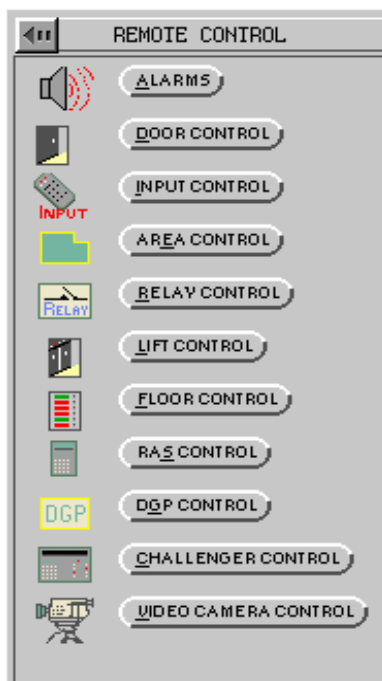 REMOTE CONTROL
ALARMS
DOOR CONTROL
INPUT CONTROL
INPUT
AREA CONTROL
RELAY CONTROL
RELAY
LIFT CONTROL
FLOOR CONTROL
RAS CONTROL
DGP CONTROL
DGP
CHALLENGER CONTROL
VIDEO CAMERA CONTROL